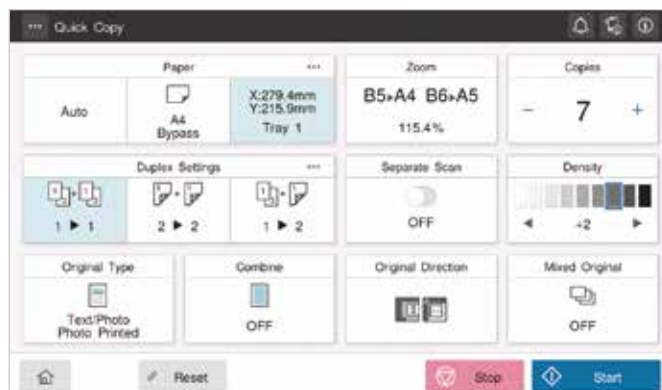 Quick Copy
Paper
Zoom
Copies
Auto
A4
Bypass
X:279.4mm
Y:215.9mm
Tray 1
B5▸A4 B6▸A5
115.4%
- 7 +
Duplex Settings
Separate Scan
Density
1 ▶ 1
2 ▶ 2
1 ▶ 2
OFF
◀ +2 ▶
Original Type
Combine
Original Direction
Mixed Original
Text/Photo
Photo Printed
OFF
OFF
Reset
Stop
Start